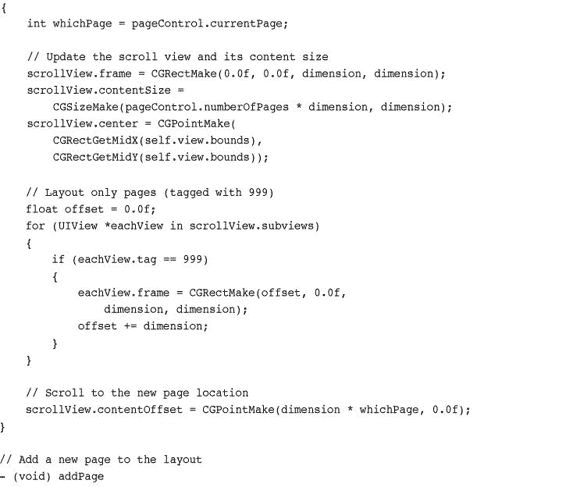 {
    int whichPage = pageControl.currentPage;

    // Update the scroll view and its content size
    scrollView.frame = CGRectMake(0.0f, 0.0f, dimension, dimension);
    scrollView.contentSize =
        CGSizeMake(pageControl.numberOfPages * dimension, dimension);
    scrollView.center = CGPointMake(
        CGRectGetMidX(self.view.bounds),
        CGRectGetMidY(self.view.bounds));

    // Layout only pages (tagged with 999)
    float offset = 0.0f;
    for (UIView *eachView in scrollView.subviews)
    {
        if (eachView.tag == 999)
        {
            eachView.frame = CGRectMake(offset, 0.0f,
                dimension, dimension);
            offset += dimension;
        }
    }

    // Scroll to the new page location
    scrollView.contentOffset = CGPointMake(dimension * whichPage, 0.0f);
}

// Add a new page to the layout
- (void) addPage